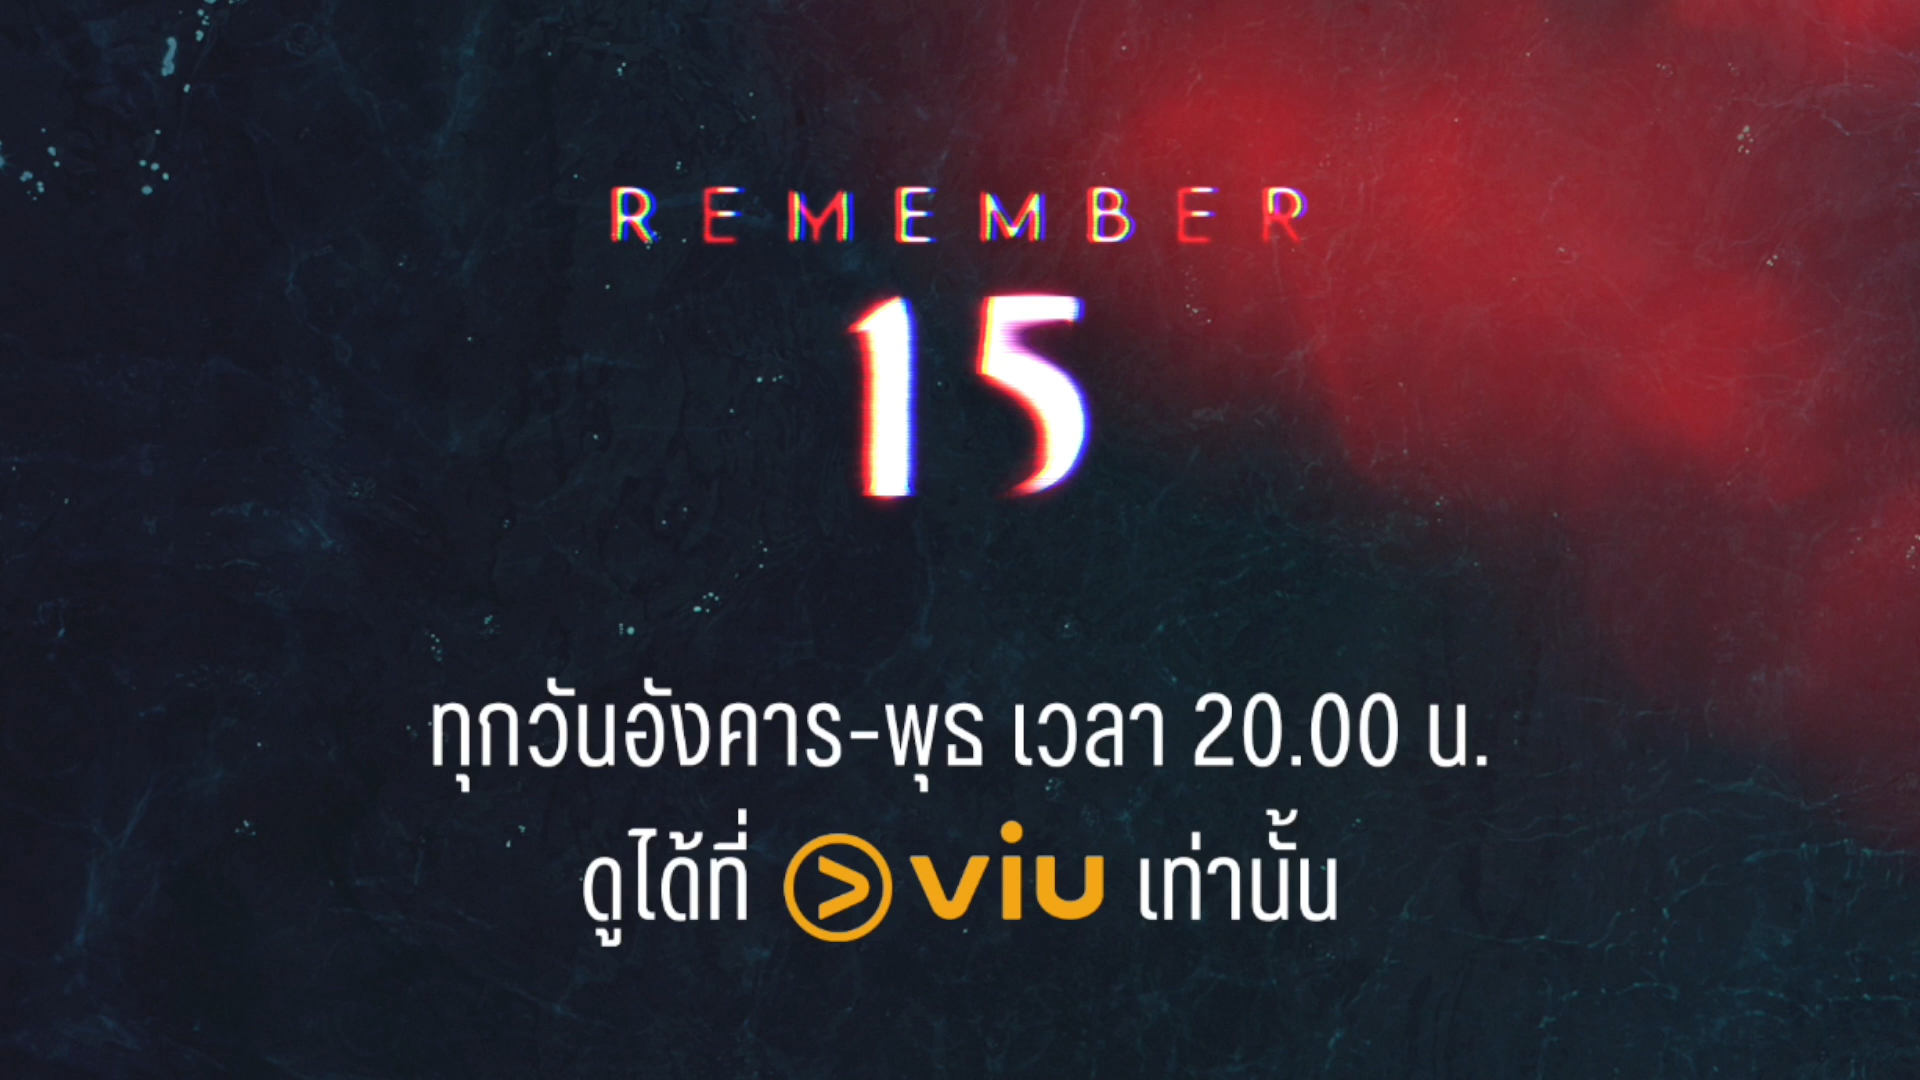 REMEMBER
15
ทุกวันอังคาร-พุธ เวลา 20.00 น.
ดูได้ที่ viu เท่านั้น